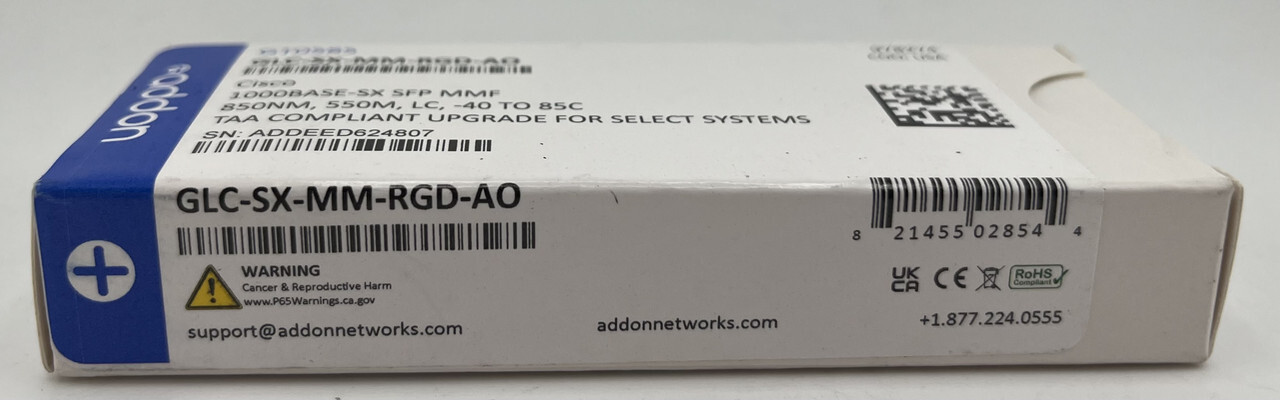 addon
GLC-SX-MM-RGD-AO
Cisco
1000BASE-SX SFP MMF
850NM, 550M, LC, -40 TO 85C
TAA COMPLIANT UPGRADE FOR SELECT SYSTEMS
SN: ADDEED624807
GLC-SX-MM-RGD-AO
8 21455 02854 4
WARNING
Cancer & Reproductive Harm
www.P65Warnings.ca.gov
UK
CA
CE
RoHS
Compliant
support@addonnetworks.com
addonnetworks.com
+1.877.224.0555